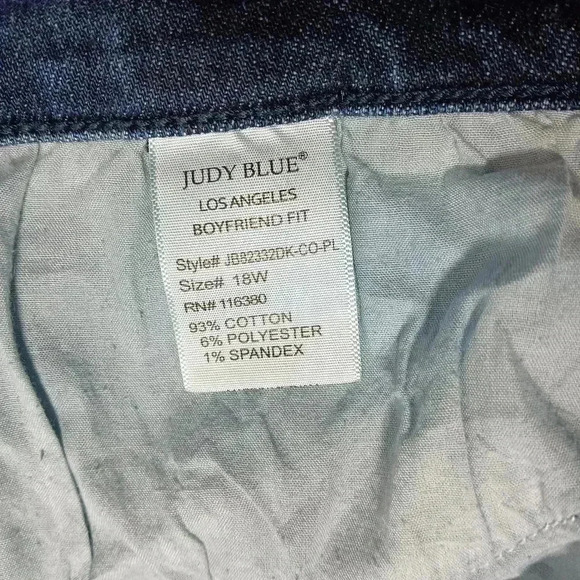 JUDY BLUE®
LOS ANGELES
BOYFRIEND FIT
Style# JB82332DK-CO-PL
Size# 18W
RN# 116380
93% COTTON
6% POLYESTER
1% SPANDEX